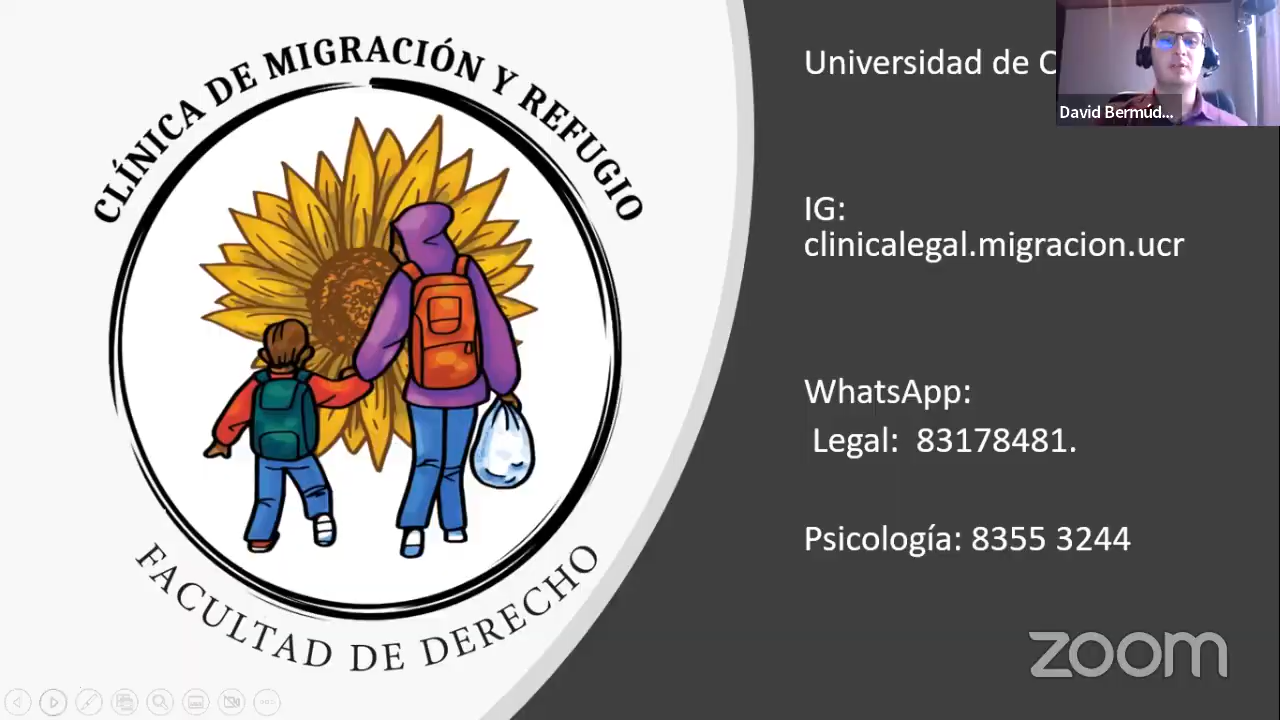 CLÍNICA DE MIGRACIÓN Y REFUGIO
FACULTAD DE DERECHO
Universidad de C
David Bermúd...
IG:
clinicalegal.migracion.ucr
WhatsApp:
Legal: 83178481.
Psicología: 8355 3244
zoom